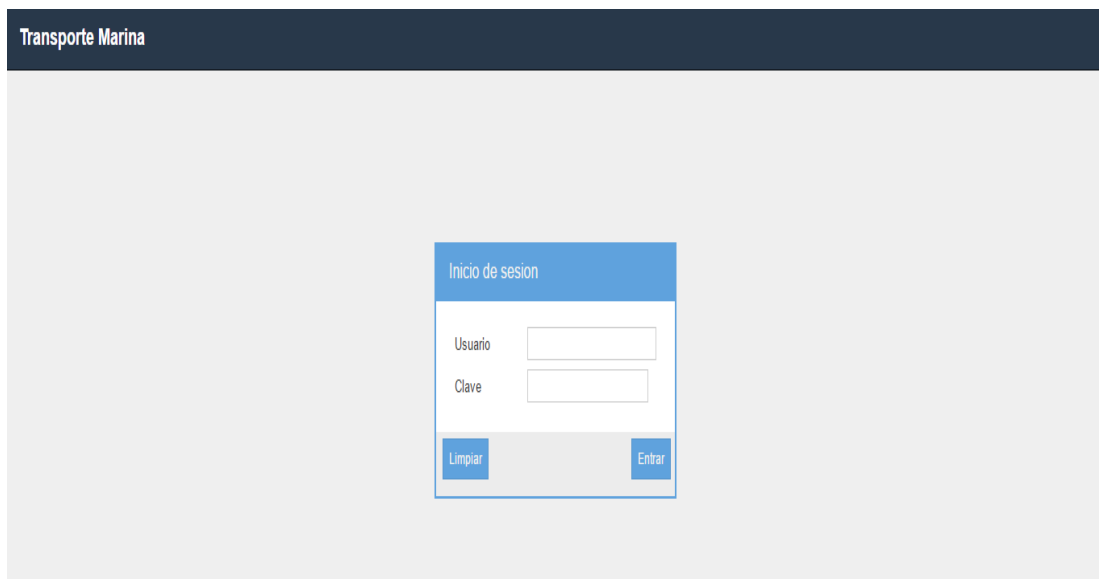 Transporte Marina
Inicio de sesion
Usuario
Clave
Limpiar
Entrar